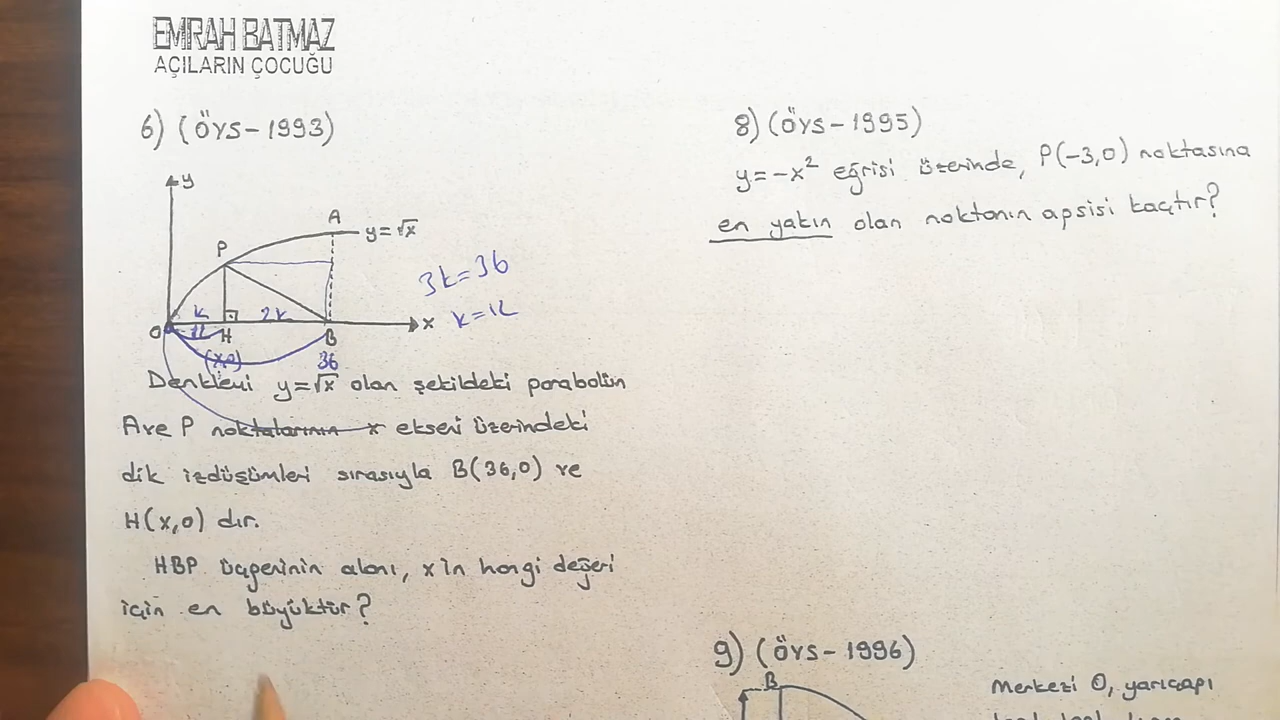 EMRAH BATMAZ
AÇILARIN ÇOCUĞU
6) (ÖYS-1993)
y
A
y=√x
P
3k=36
k=12
k
2k
O
12
H
B
x
(x,0)
36
Denklemi y=√x olan şekildeki parabolün
A ve P noktalarının x ekseni üzerindeki
dik izdüşümleri sırasıyla B(36,0) ve
H(x,0) dır.
HBP üçgeninin alanı, x'in hangi değeri
için en büyüktür?
8) (ÖYS-1995)
y=-x² eğrisi üzerinde, P(-3,0) noktasına
en yakın olan noktanın apsisi kaçtır?
9) (ÖYS-1996)
B
Merkezi O, yarıçapı